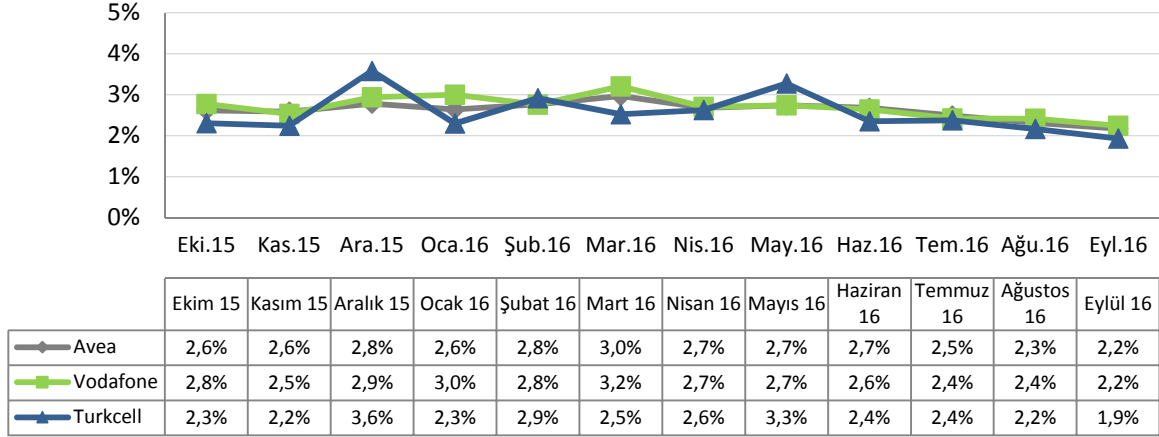 5%
4%
3%
2%
1%
0%
Eki.15 Kas.15 Ara.15 Oca.16 Şub.16 Mar.16 Nis.16 May.16 Haz.16 Tem.16 Ağu.16 Eyl.16
Ekim 15 Kasım 15 Aralık 15 Ocak 16 Şubat 16 Mart 16 Nisan 16 Mayıs 16 Haziran 16 Temmuz 16 Ağustos 16 Eylül 16
Avea 2,6% 2,6% 2,8% 2,6% 2,8% 3,0% 2,7% 2,7% 2,7% 2,5% 2,3% 2,2%
Vodafone 2,8% 2,5% 2,9% 3,0% 2,8% 3,2% 2,7% 2,7% 2,6% 2,4% 2,4% 2,2%
Turkcell 2,3% 2,2% 3,6% 2,3% 2,9% 2,5% 2,6% 3,3% 2,4% 2,4% 2,2% 1,9%